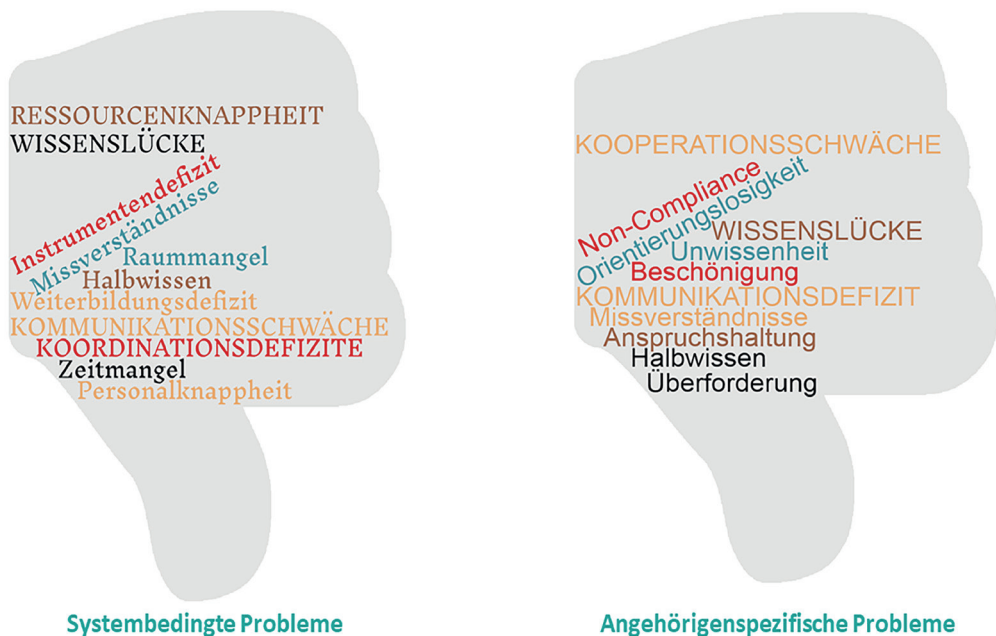 RESSOURCENKNAPPHEIT
WISSENSLÜCKE
Instrumentendefizit
Missverständnisse
Raummangel
Halbwissen
Weiterbildungsdefizit
KOMMUNIKATIONSSCHWÄCHE
KOORDINATIONSDEFIZITE
Zeitmangel
Personalknappheit
Systembedingte Probleme
KOOPERATIONSSCHWÄCHE
Non-Compliance
Orientierungslosigkeit
WISSENSLÜCKE
Unwissenheit
Beschönigung
KOMMUNIKATIONSDEFIZIT
Missverständnisse
Anspruchshaltung
Halbwissen
Überforderung
Angehörigenspezifische Probleme